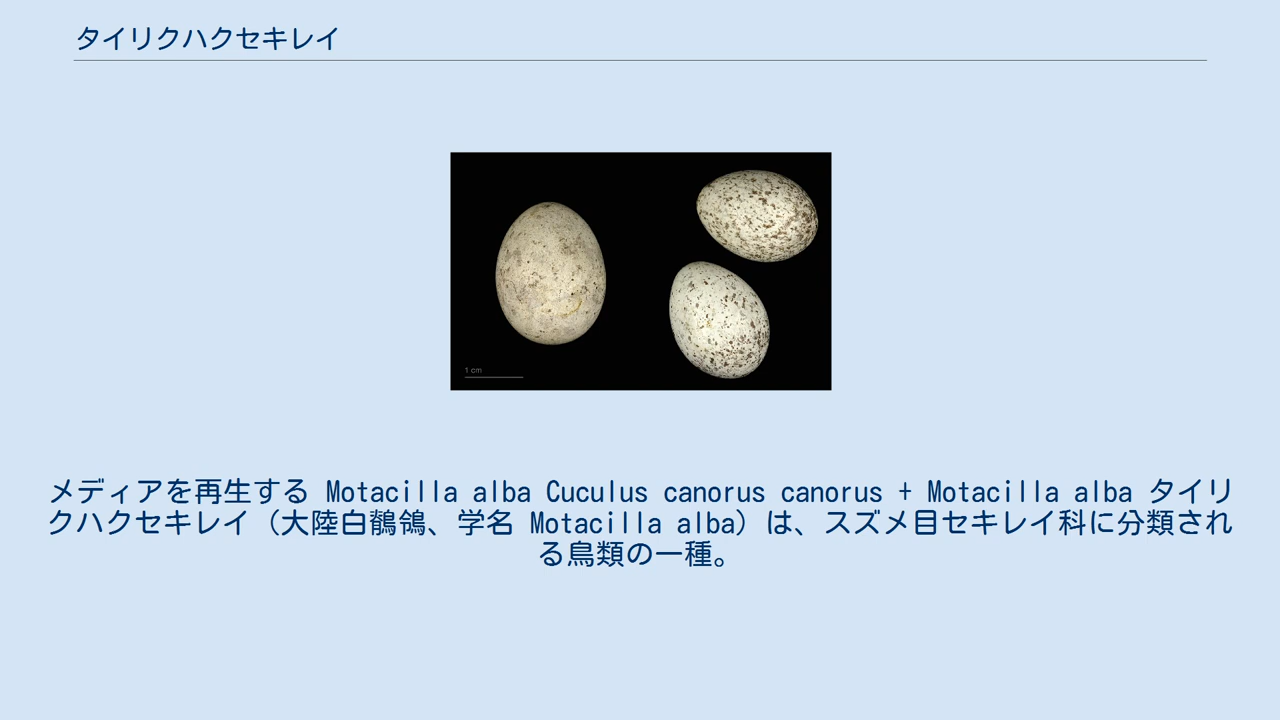 タイリクハクセキレイ
1 cm
メディアを再生する Motacilla alba Cuculus canorus canorus + Motacilla alba タイリ
クハクセキレイ（大陸白鶺鴒、学名 Motacilla alba）は、スズメ目セキレイ科に分類され
る鳥類の一種。